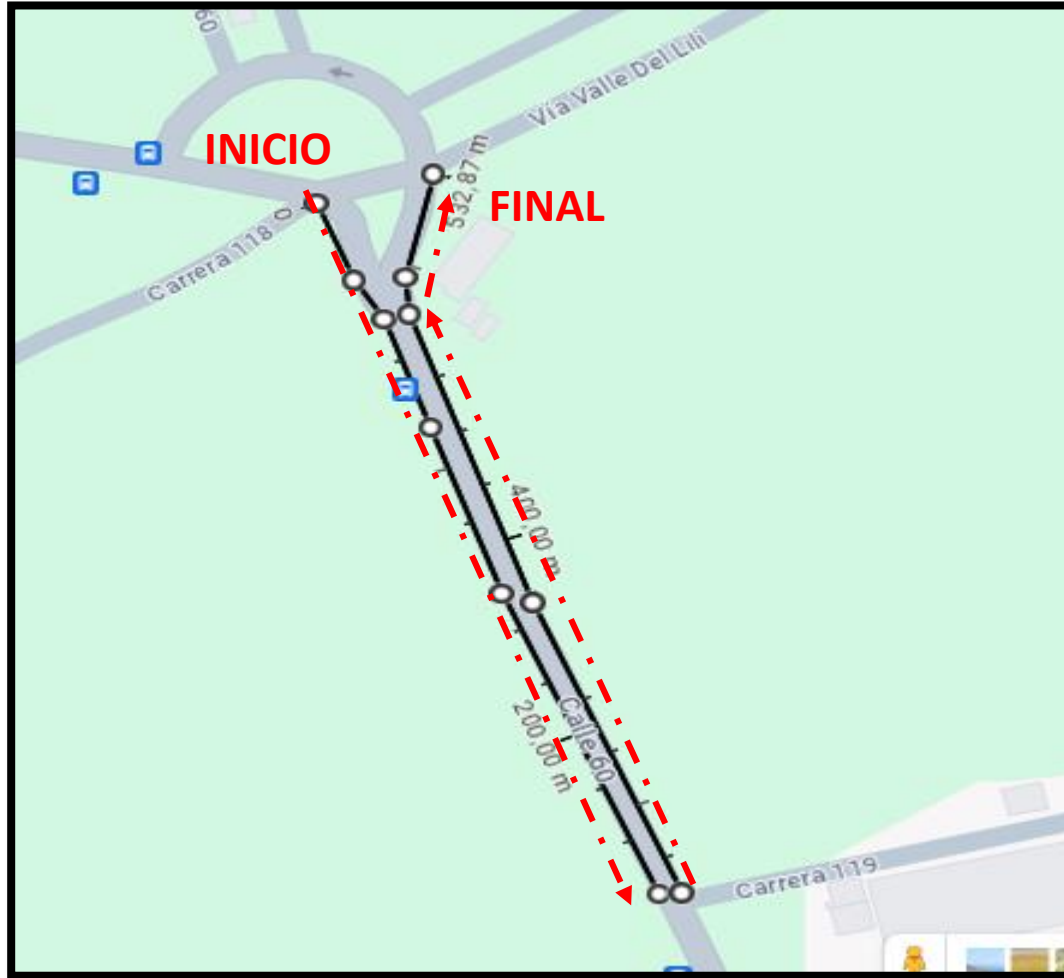 60
Vía Valle Del Lili
INICIO
532,87 m
FINAL
0
Carrera 118
400,00 m
200,00 m
Calle 60
Carrera 119